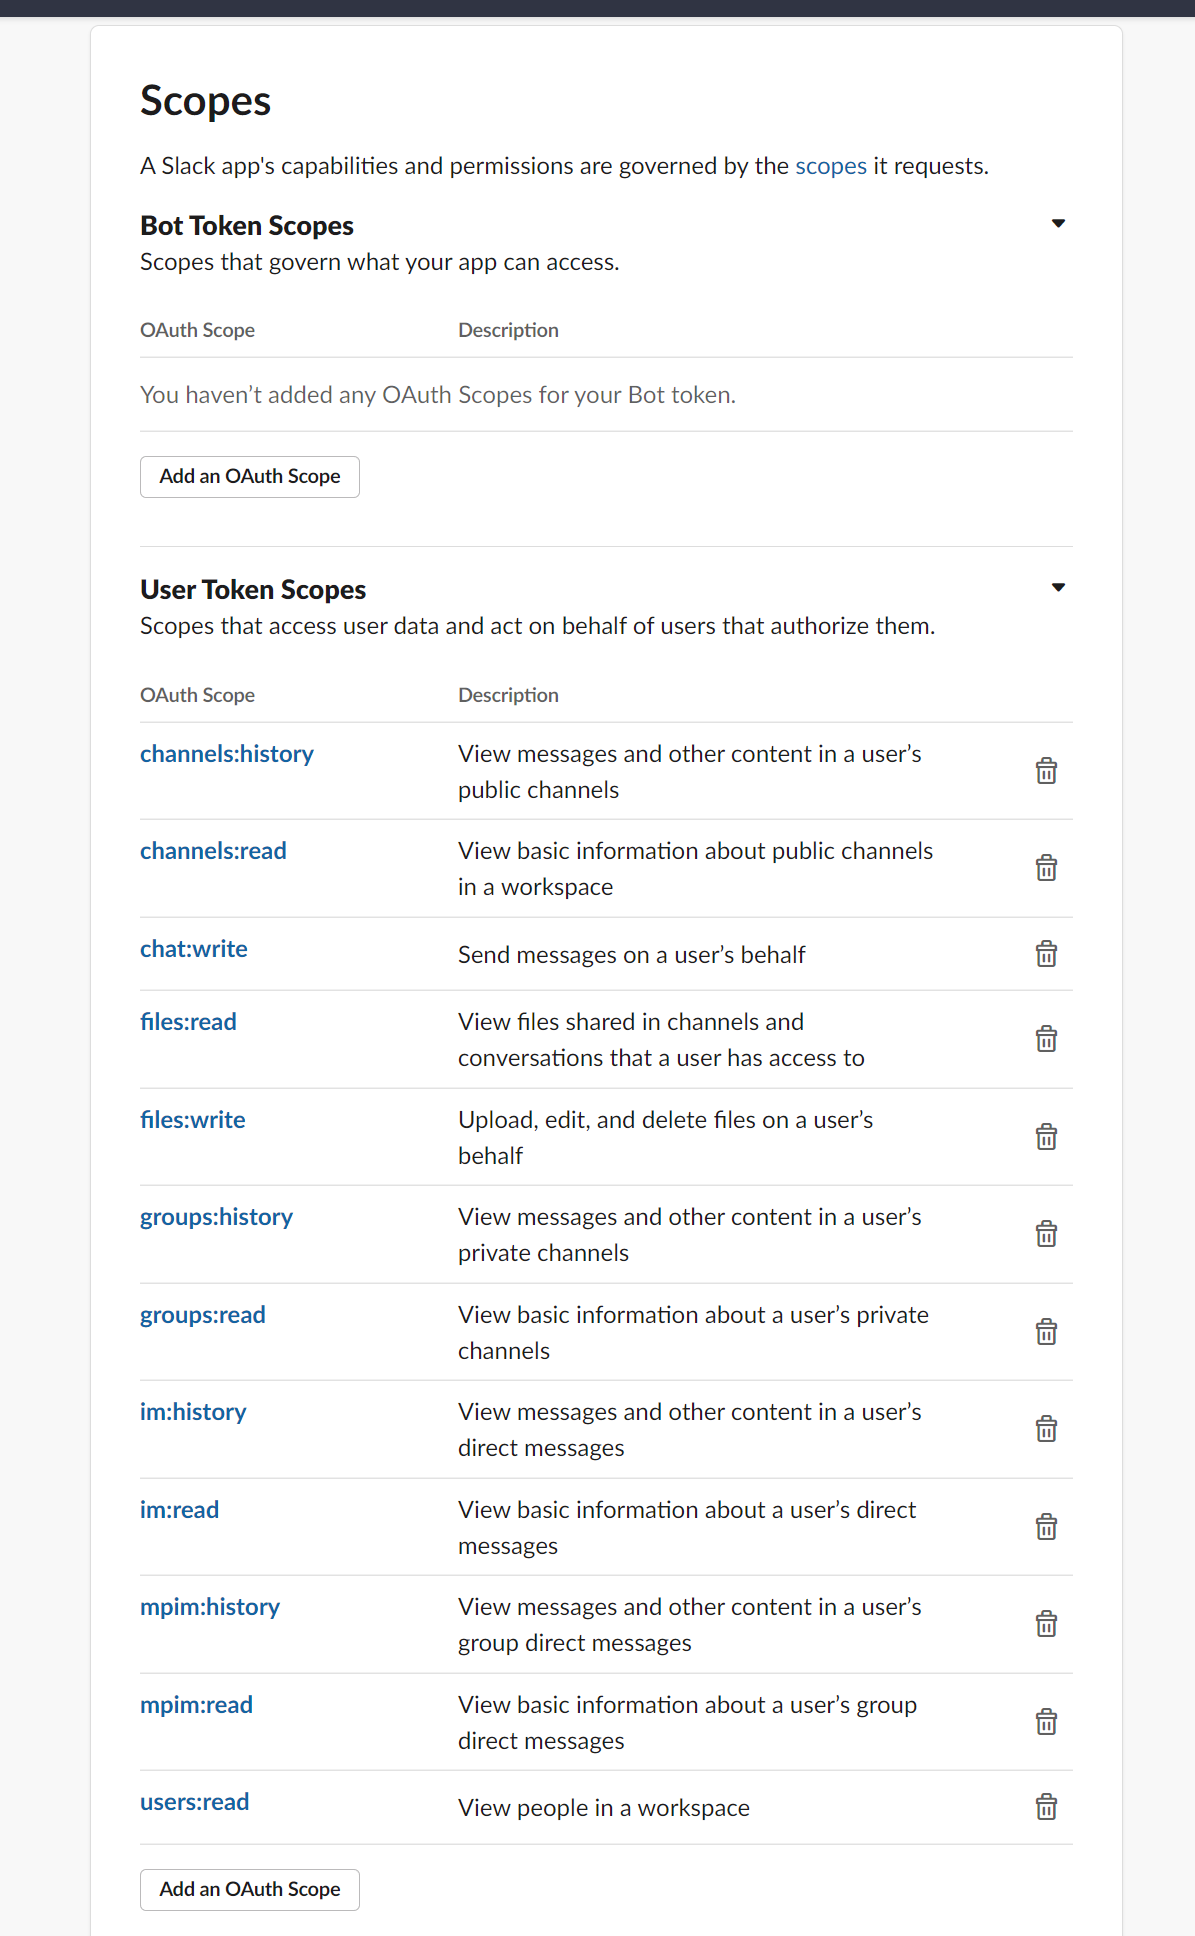 Scopes
A Slack app's capabilities and permissions are governed by the scopes it requests.
Bot Token Scopes
Scopes that govern what your app can access.
OAuth Scope Description
You haven’t added any OAuth Scopes for your Bot token.
Add an OAuth Scope
User Token Scopes
Scopes that access user data and act on behalf of users that authorize them.
OAuth Scope Description
channels:history View messages and other content in a user’s
public channels
channels:read View basic information about public channels
in a workspace
chat:write Send messages on a user’s behalf
files:read View files shared in channels and
conversations that a user has access to
files:write Upload, edit, and delete files on a user’s
behalf
groups:history View messages and other content in a user’s
private channels
groups:read View basic information about a user’s private
channels
im:history View messages and other content in a user’s
direct messages
im:read View basic information about a user’s direct
messages
mpim:history View messages and other content in a user’s
group direct messages
mpim:read View basic information about a user’s group
direct messages
users:read View people in a workspace
Add an OAuth Scope